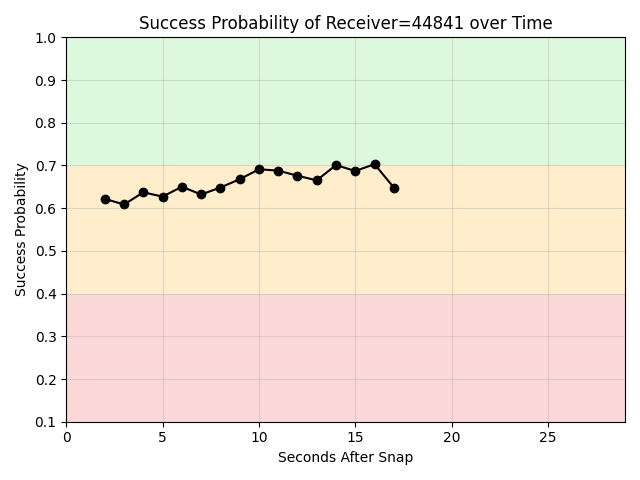 Success Probability of Receiver=44841 over Time
1.0
0.9
0.8
0.7
0.6
0.5
0.4
0.3
0.2
0.1
Success Probability
0 5 10 15 20 25
Seconds After Snap